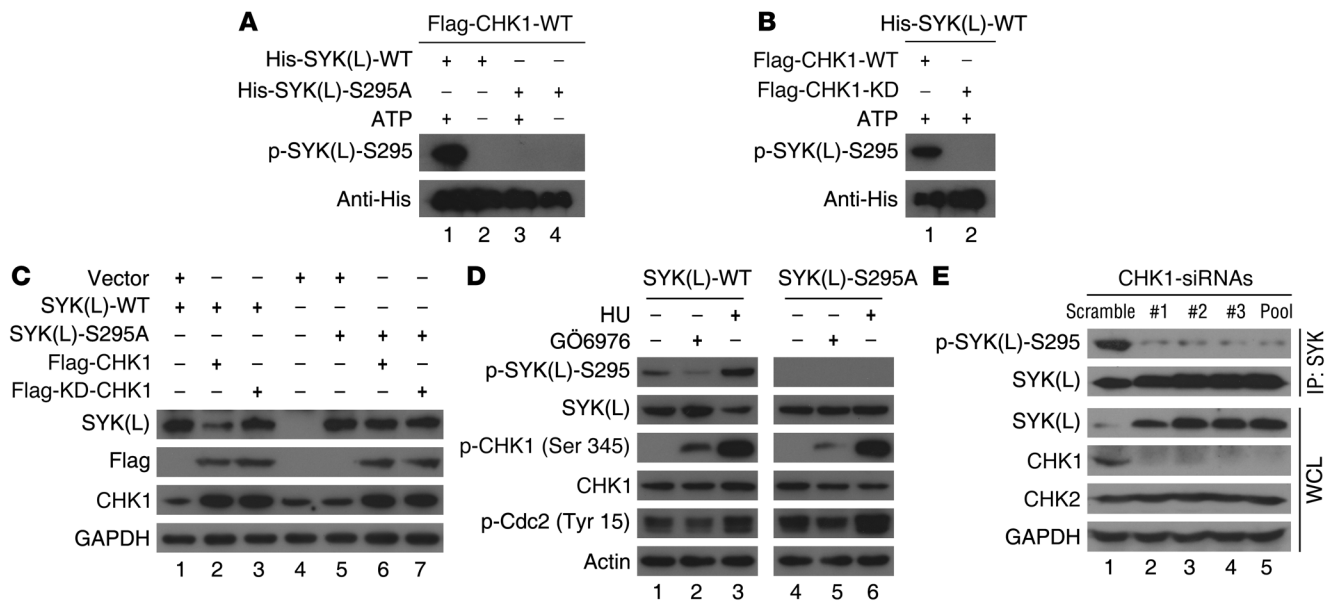 A
Flag-CHK1-WT
His-SYK(L)-WT + + – –
His-SYK(L)-S295A – – + +
ATP + – + –
p-SYK(L)-S295
Anti-His
1 2 3 4
B
His-SYK(L)-WT
Flag-CHK1-WT + –
Flag-CHK1-KD – +
ATP + +
p-SYK(L)-S295
Anti-His
1 2
C
Vector + – – + + – –
SYK(L)-WT + + + – – – –
SYK(L)-S295A – – – – + + +
Flag-CHK1 – + – – – + –
Flag-KD-CHK1 – – + – – – +
SYK(L)
Flag
CHK1
GAPDH
1 2 3 4 5 6 7
D
SYK(L)-WT SYK(L)-S295A
HU – – + – – +
GÖ6976 – + – – + –
p-SYK(L)-S295
SYK(L)
p-CHK1 (Ser 345)
CHK1
p-Cdc2 (Tyr 15)
Actin
1 2 3 4 5 6
E
CHK1-siRNAs
Scramble #1 #2 #3 Pool
p-SYK(L)-S295
SYK(L)
IP: SYK
SYK(L)
CHK1
CHK2
GAPDH
WCL
1 2 3 4 5